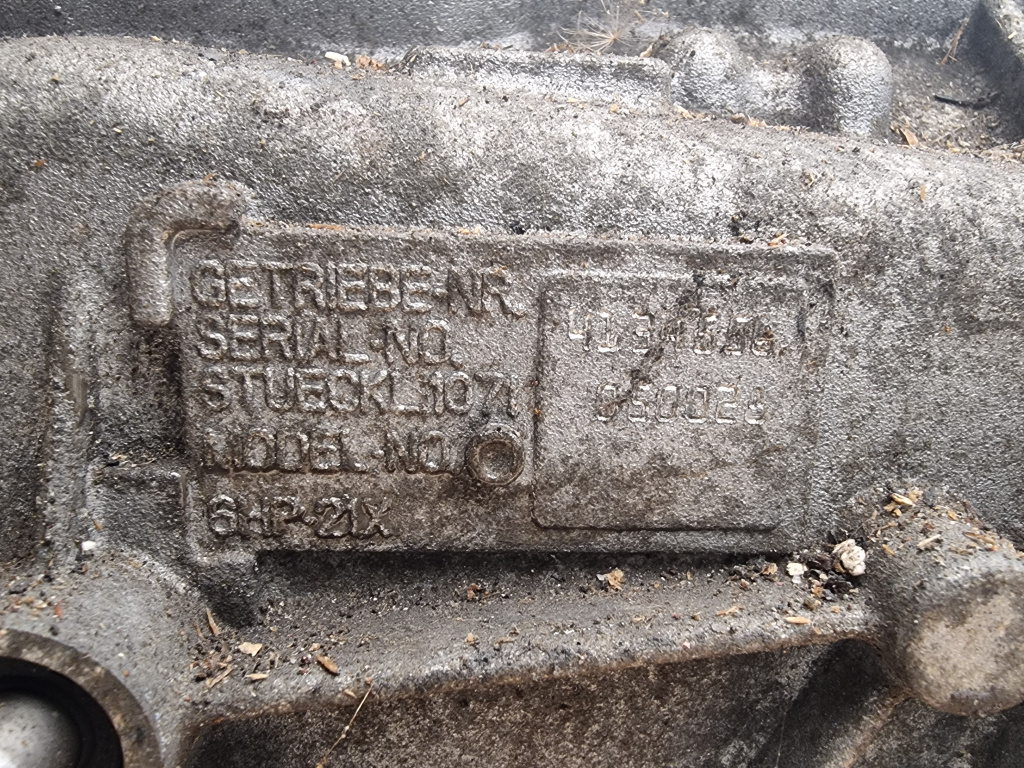 GETRIEBE-NR.
SERIAL-NO.
STUECKL.1071
MODEL-NO.
6HP-21X